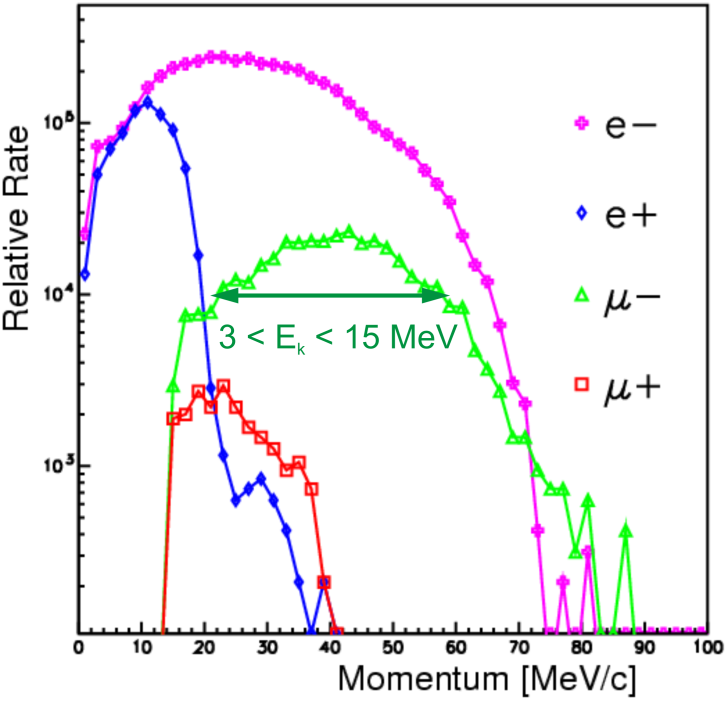 Relative Rate
10⁵
10⁴
10³
e−
e+
μ−
μ+
3 < Eₖ < 15 MeV
0 10 20 30 40 50 60 70 80 90 100
Momentum [MeV/c]